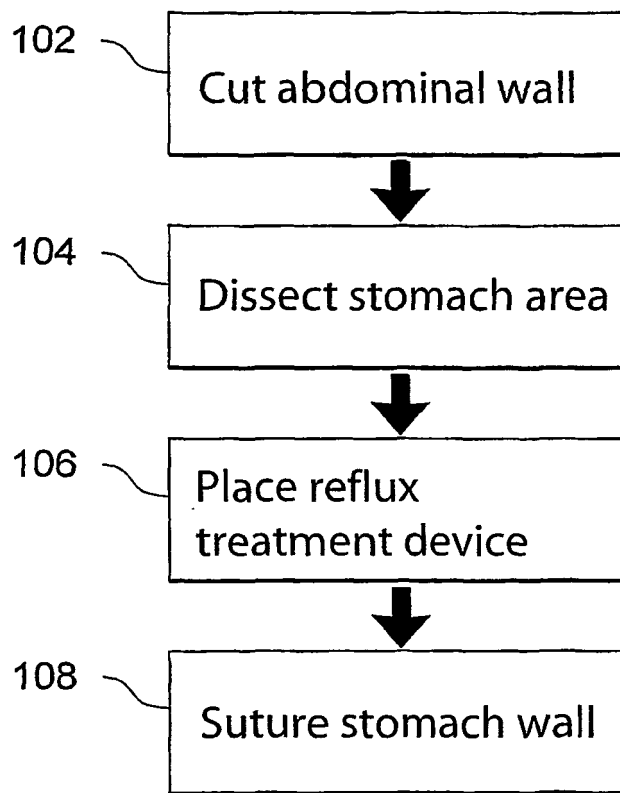 102
Cut abdominal wall
104
Dissect stomach area
106
Place reflux
treatment device
108
Suture stomach wall